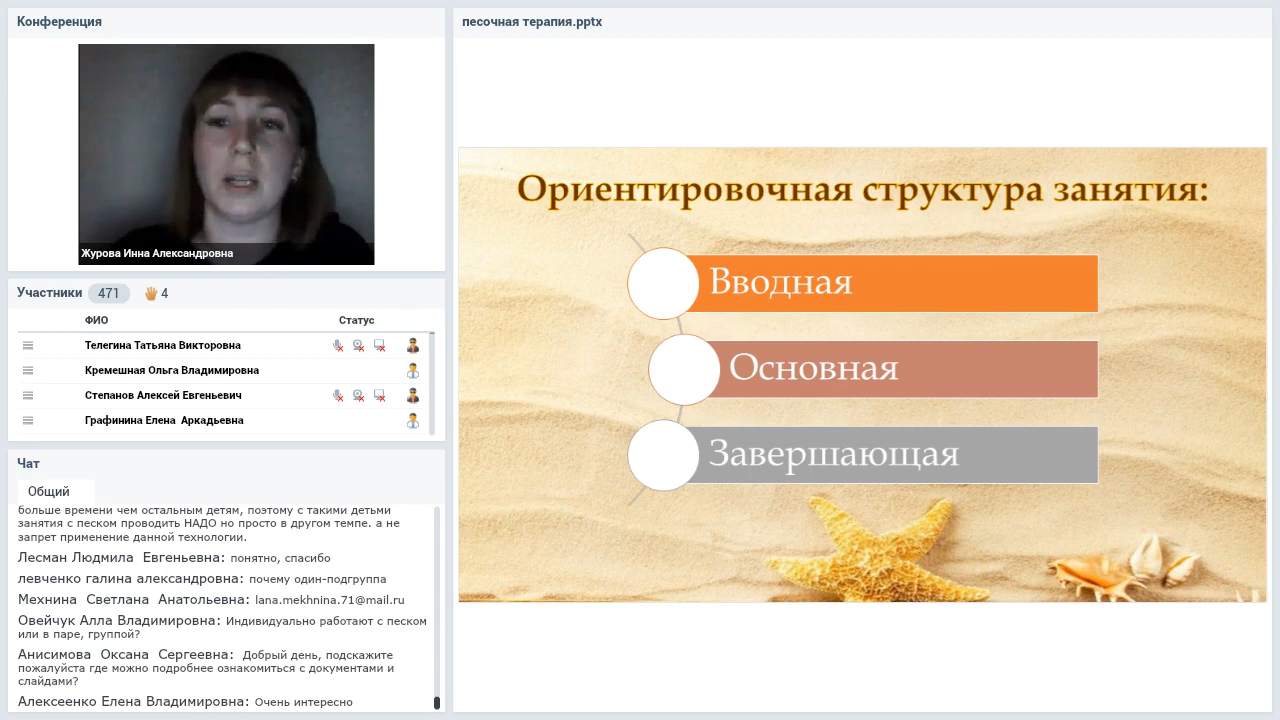 Конференция
Журова Инна Александровна
Участники 471 4
ФИО Статус
Телегина Татьяна Викторовна
Кремешная Ольга Владимировна
Степанов Алексей Евгеньевич
Графинина Елена Аркадьевна
Чат
Общий
больше времени чем остальным детям, поэтому с такими детьми
занятия с песком проводить НАДО но просто в другом темпе. а не
запрет применение данной технологии.
Лесман Людмила Евгеньевна: понятно, спасибо
левченко галина александровна: почему один-подгруппа
Мехнина Светлана Анатольевна: lana.mekhnina.71@mail.ru
Овейчук Алла Владимировна: Индивидуально работают с песком
или в паре, группой?
Анисимова Оксана Сергеевна: Добрый день, подскажите
пожалуйста где можно подробнее ознакомиться с документами и
слайдами?
Алексеенко Елена Владимировна: Очень интересно
песочная терапия.pptx
Ориентировочная структура занятия:
Вводная
Основная
Завершающая